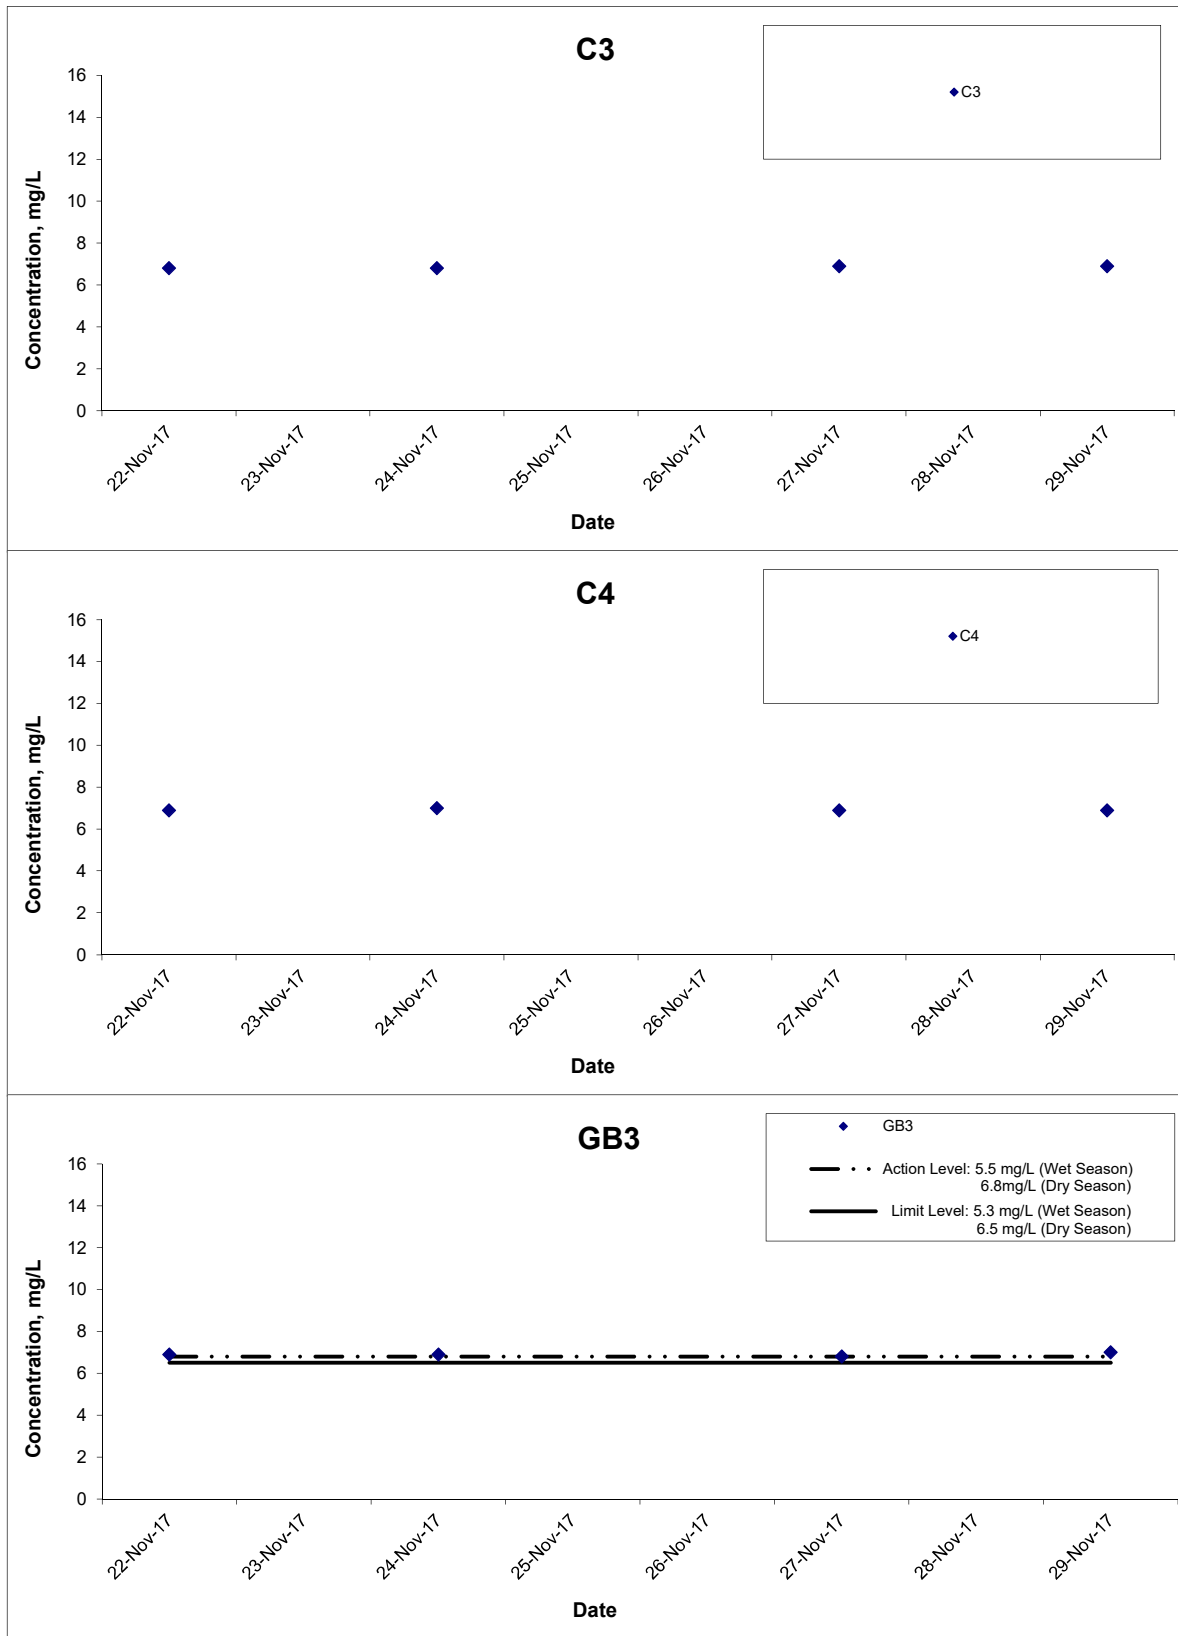 C3
C3
Concentration, mg/L
16
14
12
10
8
6
4
2
0
22-Nov-17
23-Nov-17
24-Nov-17
25-Nov-17
26-Nov-17
27-Nov-17
28-Nov-17
29-Nov-17
Date
C4
C4
Concentration, mg/L
16
14
12
10
8
6
4
2
0
22-Nov-17
23-Nov-17
24-Nov-17
25-Nov-17
26-Nov-17
27-Nov-17
28-Nov-17
29-Nov-17
Date
GB3
GB3
Action Level: 5.5 mg/L (Wet Season)
6.8mg/L (Dry Season)
Limit Level: 5.3 mg/L (Wet Season)
6.5 mg/L (Dry Season)
Concentration, mg/L
16
14
12
10
8
6
4
2
0
22-Nov-17
23-Nov-17
24-Nov-17
25-Nov-17
26-Nov-17
27-Nov-17
28-Nov-17
29-Nov-17
Date